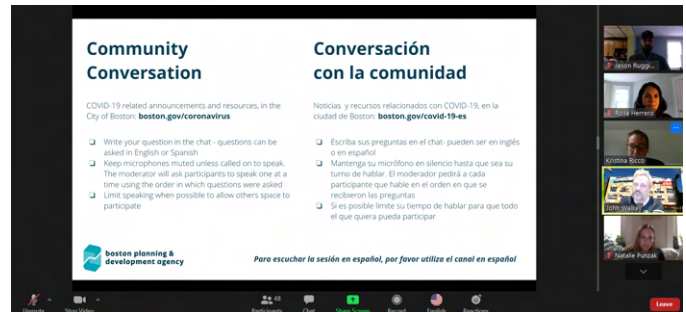 Community
Conversation
COVID-19 related announcements and resources, in the
City of Boston: boston.gov/coronavirus
Write your question in the chat - questions can be
asked in English or Spanish
Keep microphones muted unless called on to speak.
The moderator will ask participants to speak one at a
time using the order in which questions were asked
Limit speaking when possible to allow others space to
participate
Conversación
con la comunidad
Noticias y recursos relacionados con COVID-19, en la
ciudad de Boston: boston.gov/covid-19-es
Escriba sus preguntas en el chat- pueden ser en inglés
o en español
Mantenga su micrófono en silencio hasta que sea su
turno de hablar. El moderador pedirá a cada
participante que hable en el orden en que se
recibieron las preguntas
Si es posible limite su tiempo de hablar para que todo
el que quiera pueda participar
boston planning &
development agency
Para escuchar la sesión en español, por favor utiliza el canal en español
Jason Ruggi...
Rosa Herrero
Kristina Ricco
John Walkey
Natalie Punzak
Unmute
Stop Video
48
Participants
Chat
Share Screen
Record
English
Reactions
Leave